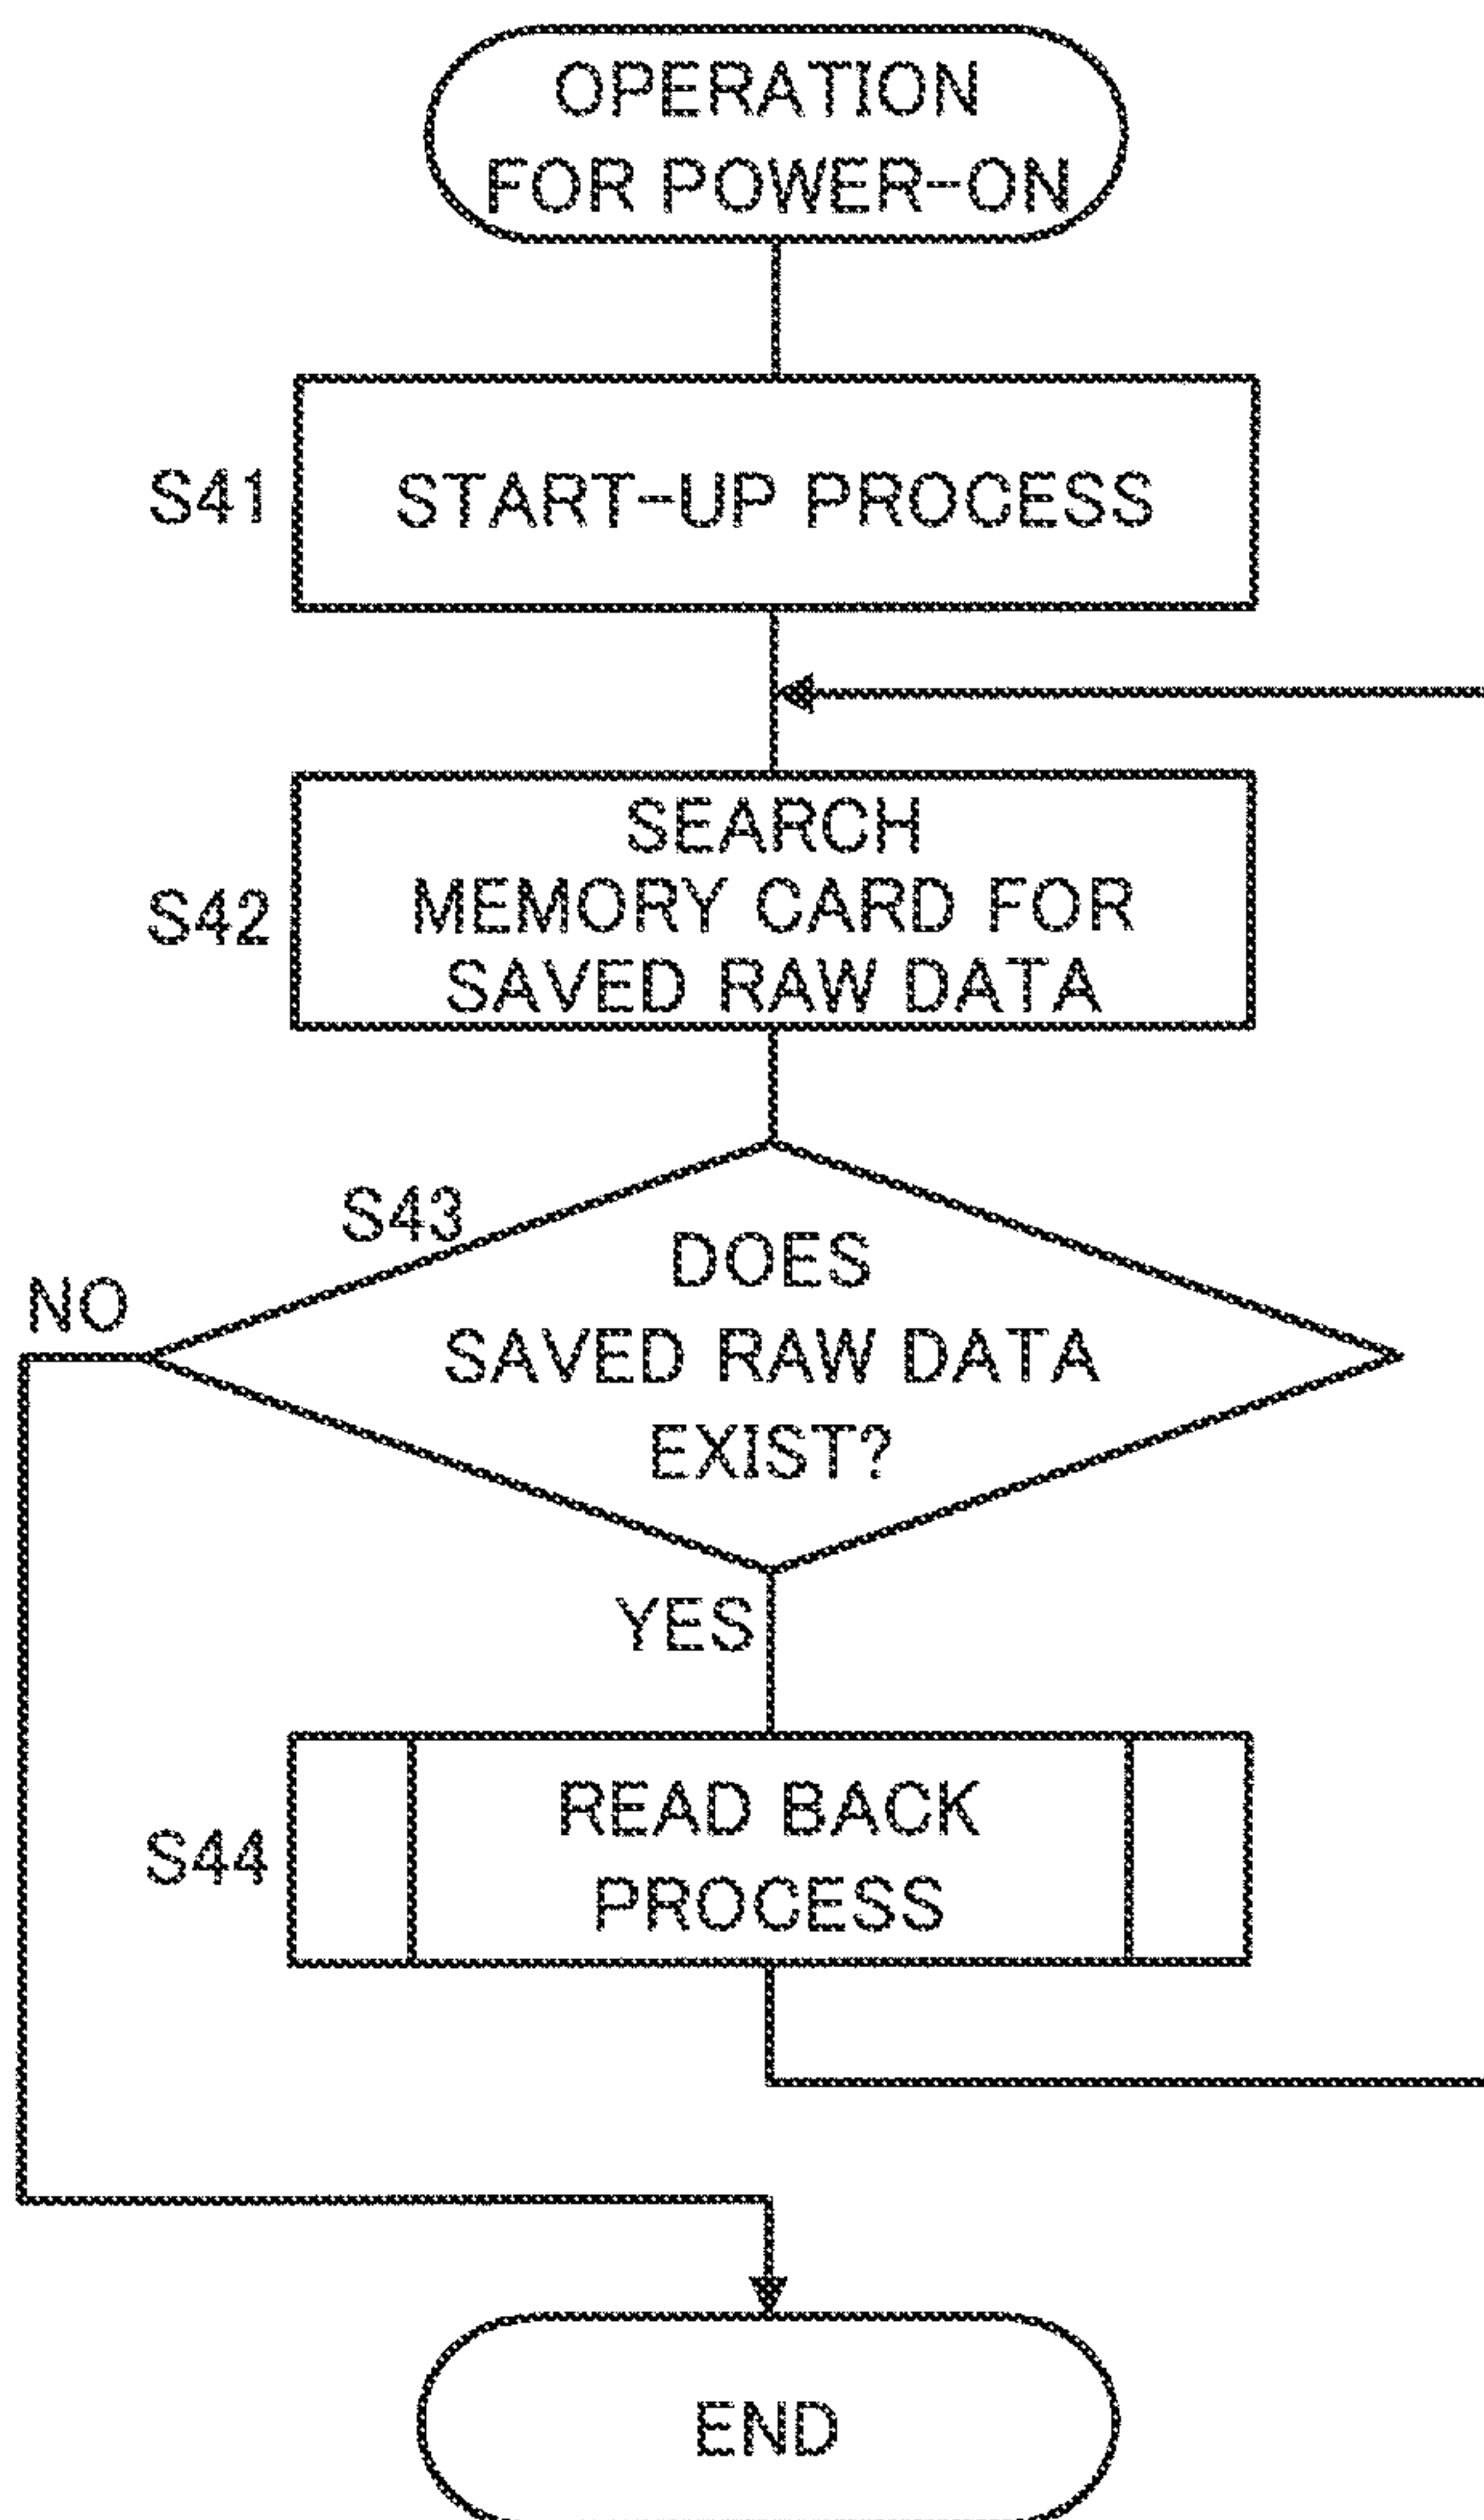 OPERATION
FOR POWER-ON
S41
START-UP PROCESS
S42
SEARCH
MEMORY CARD FOR
SAVED RAW DATA
S43
DOES
SAVED RAW DATA
EXIST?
NO
YES
S44
READ BACK
PROCESS
END